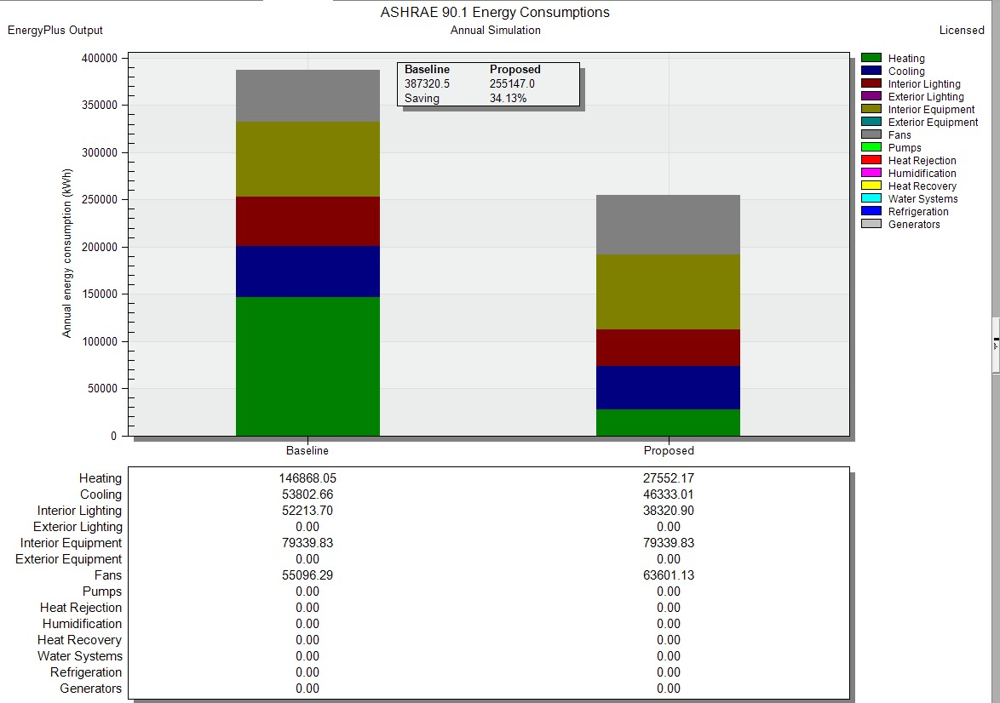 ASHRAE 90.1 Energy Consumptions
EnergyPlus Output Annual Simulation Licensed
Baseline Proposed
387320.5 255147.0
Saving 34.13%
400000
350000
300000
250000
200000
150000
100000
50000
0
Annual energy consumption (kWh)
Heating
Cooling
Interior Lighting
Exterior Lighting
Interior Equipment
Exterior Equipment
Fans
Pumps
Heat Rejection
Humidification
Heat Recovery
Water Systems
Refrigeration
Generators
Baseline Proposed
Heating 146868.05 27552.17
Cooling 53802.66 46333.01
Interior Lighting 52213.70 38320.90
Exterior Lighting 0.00 0.00
Interior Equipment 79339.83 79339.83
Exterior Equipment 0.00 0.00
Fans 55096.29 63601.13
Pumps 0.00 0.00
Heat Rejection 0.00 0.00
Humidification 0.00 0.00
Heat Recovery 0.00 0.00
Water Systems 0.00 0.00
Refrigeration 0.00 0.00
Generators 0.00 0.00